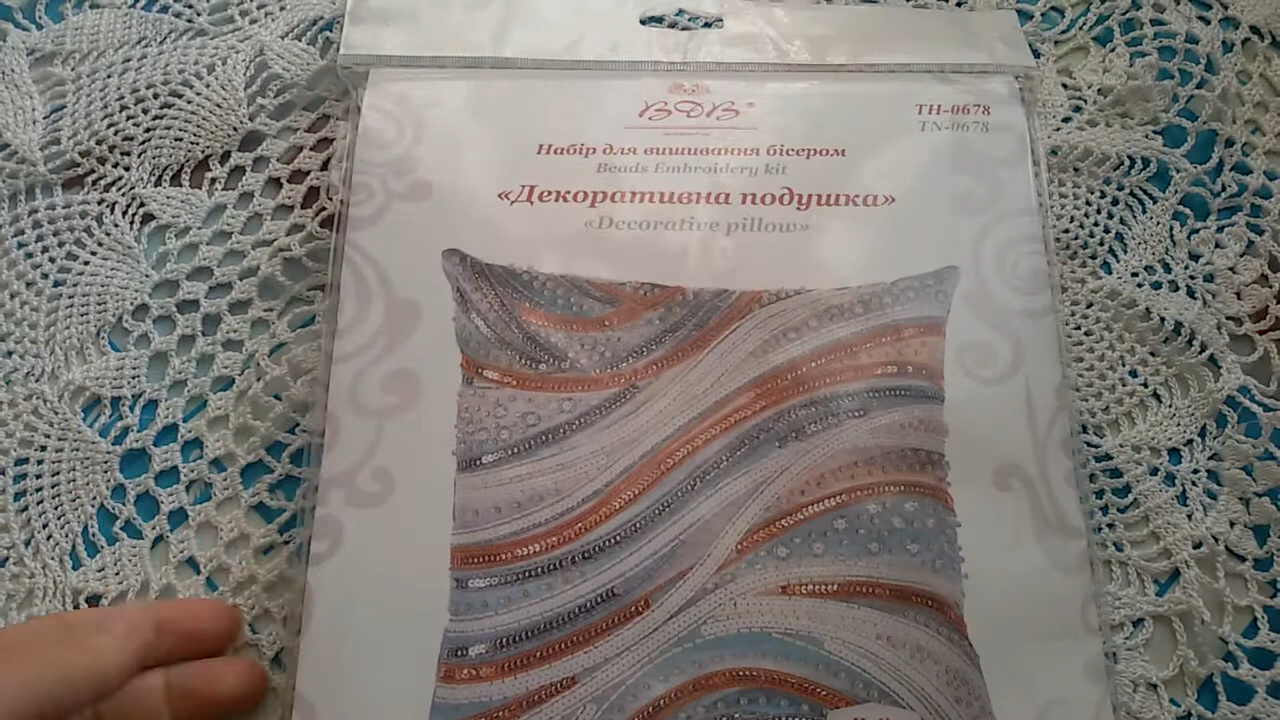 ВДВ®
ТН-0678
TN-0678
Набір для вишивання бісером
Beads Embroidery kit
«Декоративна подушка»
«Decorative pillow»